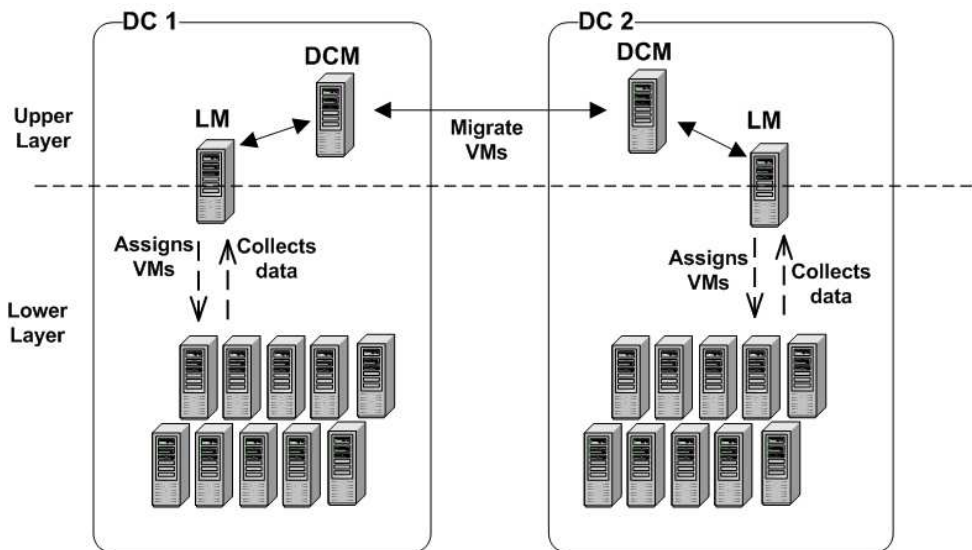 DC 1
DC 2
DCM
DCM
LM
LM
Upper
Layer
Migrate
VMs
Assigns
VMs
Collects
data
Assigns
VMs
Collects
data
Lower
Layer